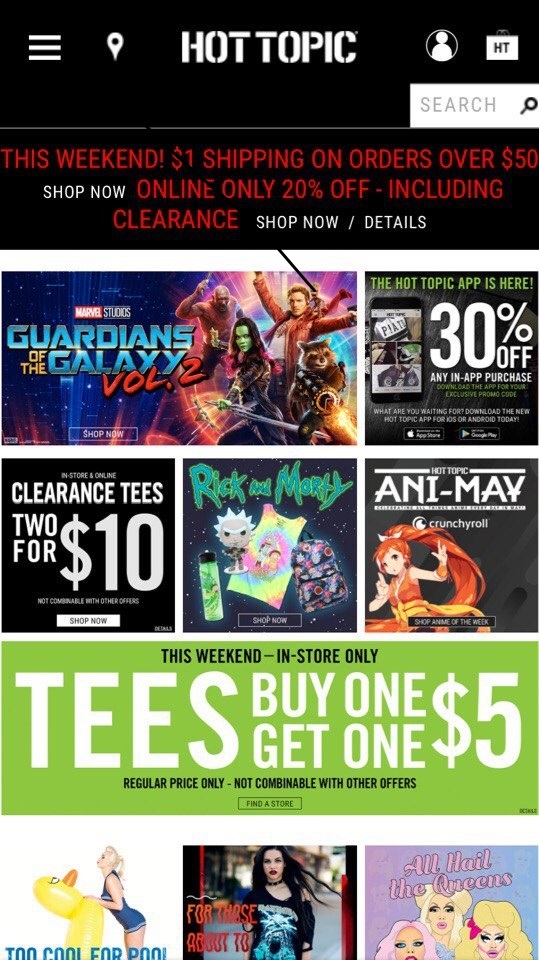 HOT TOPIC
HT
SEARCH
THIS WEEKEND! $1 SHIPPING ON ORDERS OVER $50
SHOP NOW ONLINE ONLY 20% OFF - INCLUDING
CLEARANCE SHOP NOW / DETAILS
MARVEL STUDIOS
GUARDIANS
OF THE GALAXY
VOL. 2
SHOP NOW
THE HOT TOPIC APP IS HERE!
30% OFF
ANY IN-APP PURCHASE
DOWNLOAD THE APP FOR YOUR
EXCLUSIVE PROMO CODE
WHAT ARE YOU WAITING FOR? DOWNLOAD THE NEW
HOT TOPIC APP FOR iOS OR ANDROID TODAY!
App Store
Google Play
IN-STORE & ONLINE
CLEARANCE TEES
TWO
FOR $10
NOT COMBINABLE WITH OTHER OFFERS
SHOP NOW
DETAILS
Rick and Morty
SHOP NOW
HOT TOPIC
ANI-MAY
CELEBRATING ALL THINGS ANIME EVERY DAY IN MAY!
crunchyroll
SHOP ANIME OF THE WEEK
THIS WEEKEND—IN-STORE ONLY
TEES BUY ONE
GET ONE $5
REGULAR PRICE ONLY - NOT COMBINABLE WITH OTHER OFFERS
FIND A STORE
DETAILS
TOO COOL FOR POOL
FOR THOSE
ABOUT TO
All Hail
the Queens